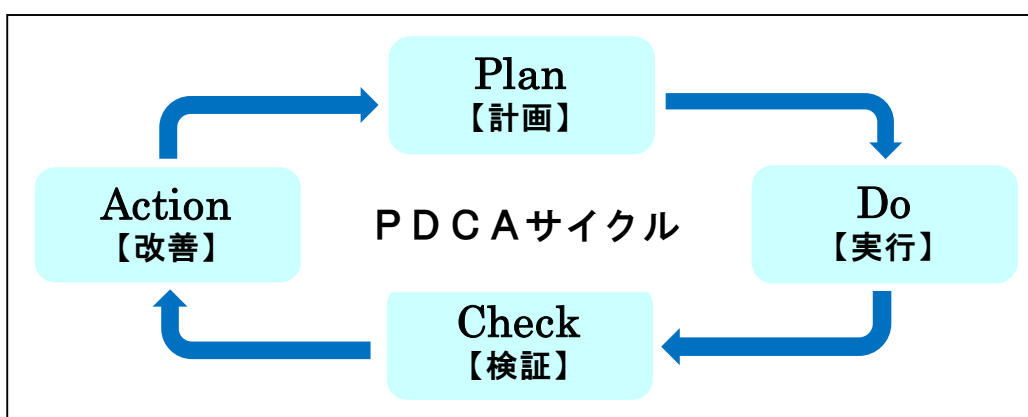 Plan
【計画】
Action
【改善】
ＰＤＣＡサイクル
Do
【実行】
Check
【検証】